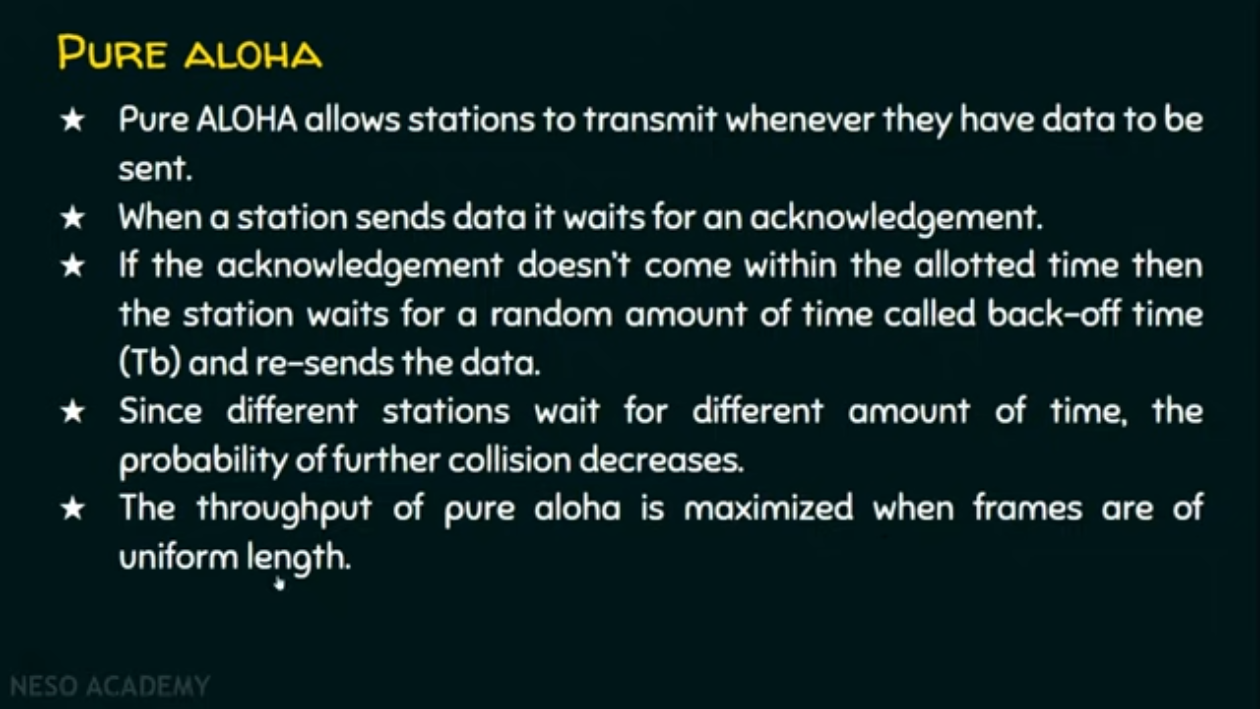 PURE ALOHA
★ Pure ALOHA allows stations to transmit whenever they have data to be
sent.
★ When a station sends data it waits for an acknowledgement.
★ If the acknowledgement doesn't come within the allotted time then
the station waits for a random amount of time called back-off time
(Tb) and re-sends the data.
★ Since different stations wait for different amount of time, the
probability of further collision decreases.
★ The throughput of pure aloha is maximized when frames are of
uniform length.
NESO ACADEMY